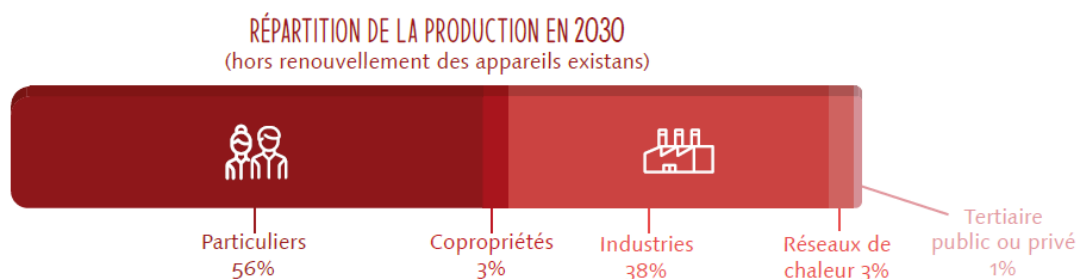 RÉPARTITION DE LA PRODUCTION EN 2030
(hors renouvellement des appareils existans)
Particuliers
56%
Copropriétés
3%
Industries
38%
Réseaux de
chaleur 3%
Tertiaire
public ou privé
1%